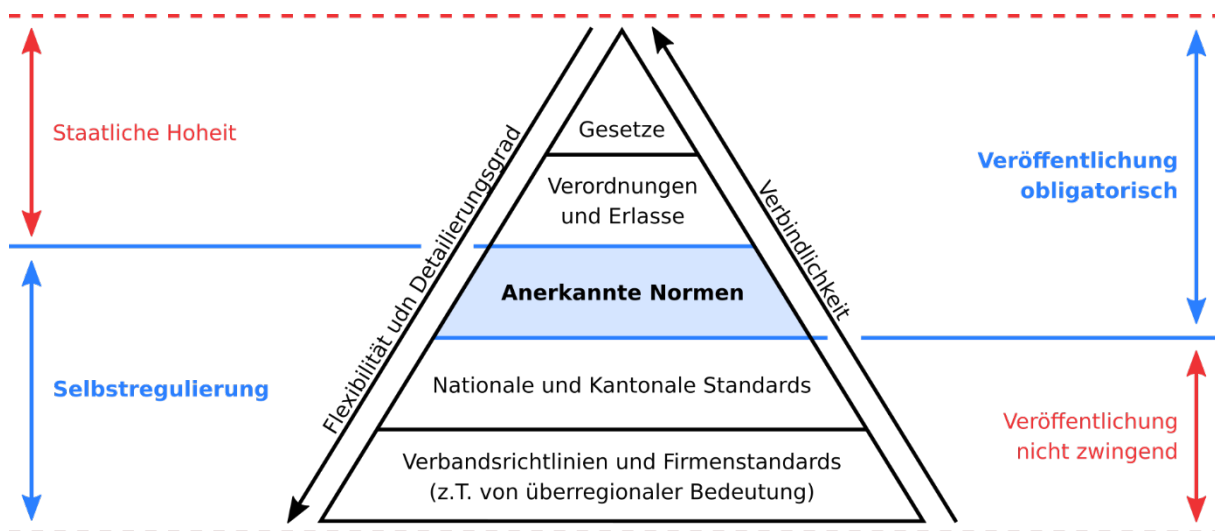 Staatliche Hoheit
Selbstregulierung
Flexibilität udn Detailierungsgrad
Gesetze
Verordnungen
und Erlasse
Anerkannte Normen
Nationale und Kantonale Standards
Verbandsrichtlinien und Firmenstandards
(z.T. von überregionaler Bedeutung)
Verbindlichkeit
Veröffentlichung
obligatorisch
Veröffentlichung
nicht zwingend